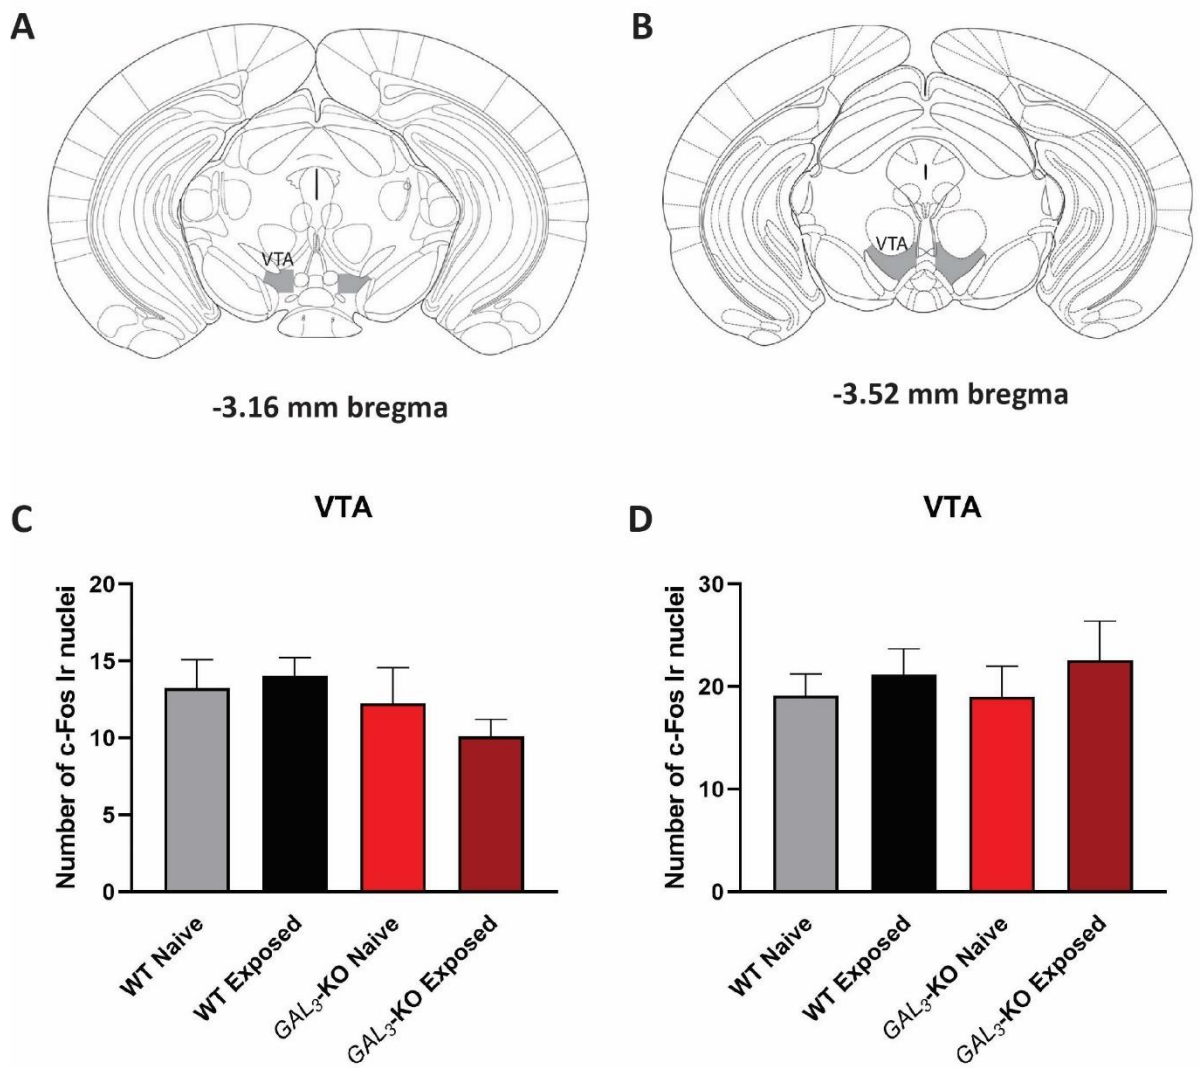 A
B
VTA
VTA
-3.16 mm bregma
-3.52 mm bregma
C
VTA
Number of c-Fos Ir nuclei
20
15
10
5
0
WT Naive
WT Exposed
GAL3-KO Naive
GAL3-KO Exposed
D
VTA
Number of c-Fos Ir nuclei
30
20
10
0
WT Naive
WT Exposed
GAL3-KO Naive
GAL3-KO Exposed